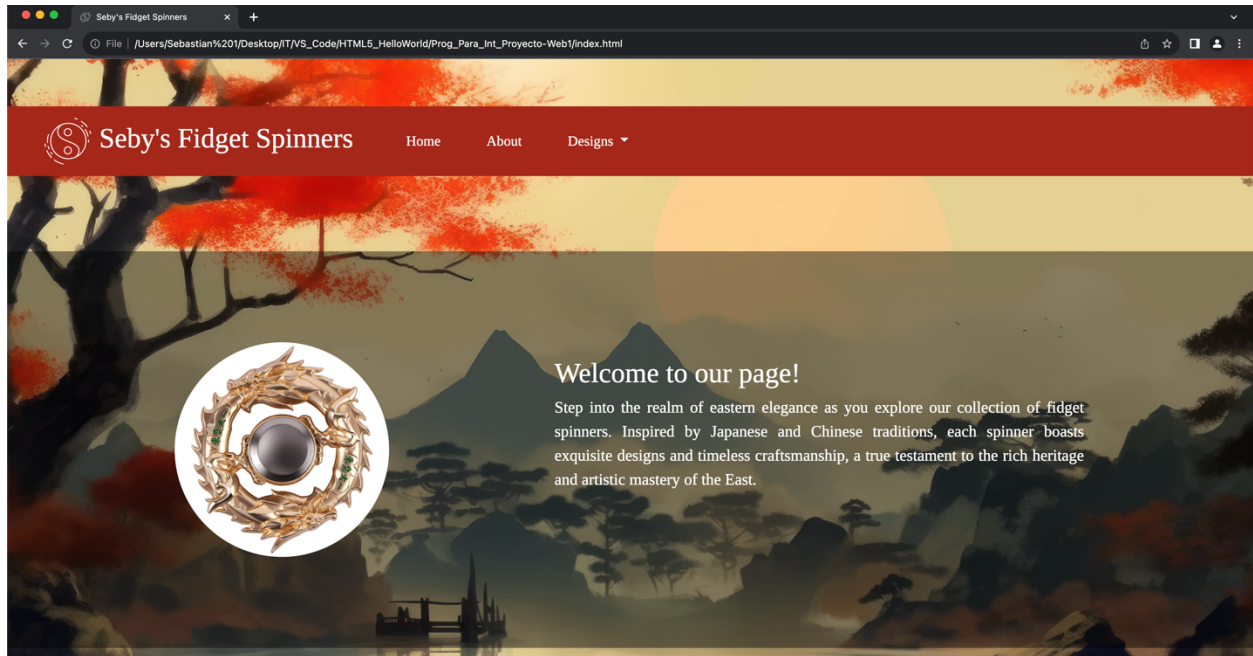 Seby's Fidget Spinners
File | /Users/Sebastian%201/Desktop/IT/VS_Code/HTML5_HelloWorld/Prog_Para_Int_Proyecto-Web1/index.html
Seby's Fidget Spinners Home About Designs
Welcome to our page!
Step into the realm of eastern elegance as you explore our collection of fidget
spinners. Inspired by Japanese and Chinese traditions, each spinner boasts
exquisite designs and timeless craftsmanship, a true testament to the rich heritage
and artistic mastery of the East.